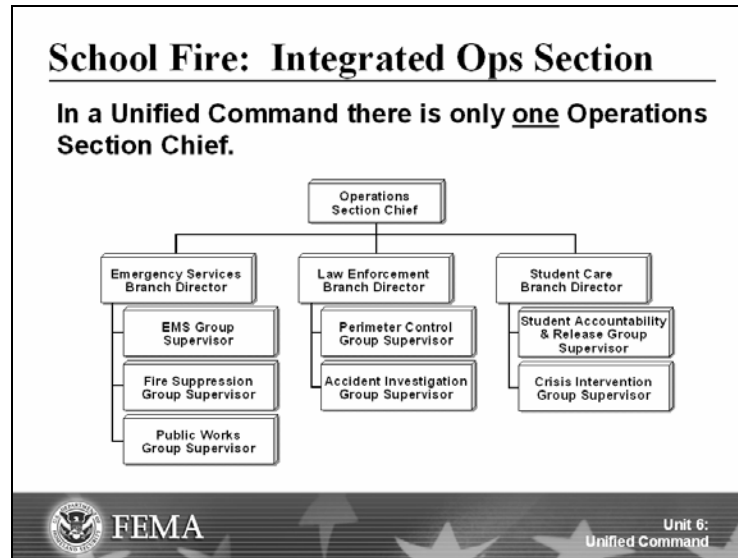 School Fire: Integrated Ops Section
In a Unified Command there is only one Operations
Section Chief.
Operations
Section Chief
Emergency Services
Branch Director
EMS Group
Supervisor
Fire Suppression
Group Supervisor
Public Works
Group Supervisor
Law Enforcement
Branch Director
Perimeter Control
Group Supervisor
Accident Investigation
Group Supervisor
Student Care
Branch Director
Student Accountability
& Release Group
Supervisor
Crisis Intervention
Group Supervisor
FEMA
Unit 6:
Unified Command